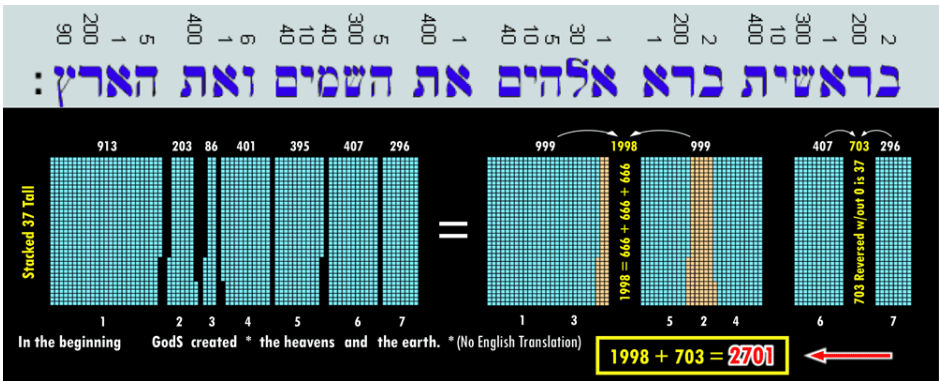 90 200 1 5 400 1 6 40 10 40 300 5 400 1 40 10 5 30 1 1 200 2 400 10 300 1 200 2
בראשית ברא אלהים את השמים ואת הארץ:
913 203 86 401 395 407 296 999 1998 999 407 703 296
Stacked 37 Tall
=
1998 = 666 + 666 + 666
703 Reversed w/out 0 is 37
1 2 3 4 5 6 7 1 3 5 2 4 6 7
In the beginning GodS created * the heavens and the earth. * (No English Translation)
1998 + 703 = 2701